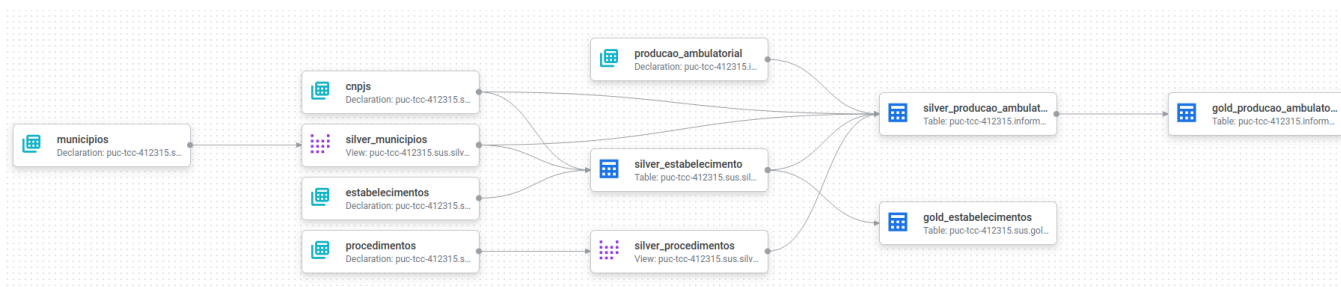 municipios
Declaration: puc-tcc-412315.s...
cnpjs
Declaration: puc-tcc-412315.s...
silver_municipios
View: puc-tcc-412315.sus.silv...
estabelecimentos
Declaration: puc-tcc-412315.s...
procedimentos
Declaration: puc-tcc-412315.s...
producao_ambulatorial
Declaration: puc-tcc-412315.i...
silver_estabelecimento
Table: puc-tcc-412315.sus.sil...
silver_procedimentos
View: puc-tcc-412315.sus.silv...
silver_producao_ambulat...
Table: puc-tcc-412315.inform...
gold_estabelecimentos
Table: puc-tcc-412315.sus.gol...
gold_producao_ambulato...
Table: puc-tcc-412315.inform...